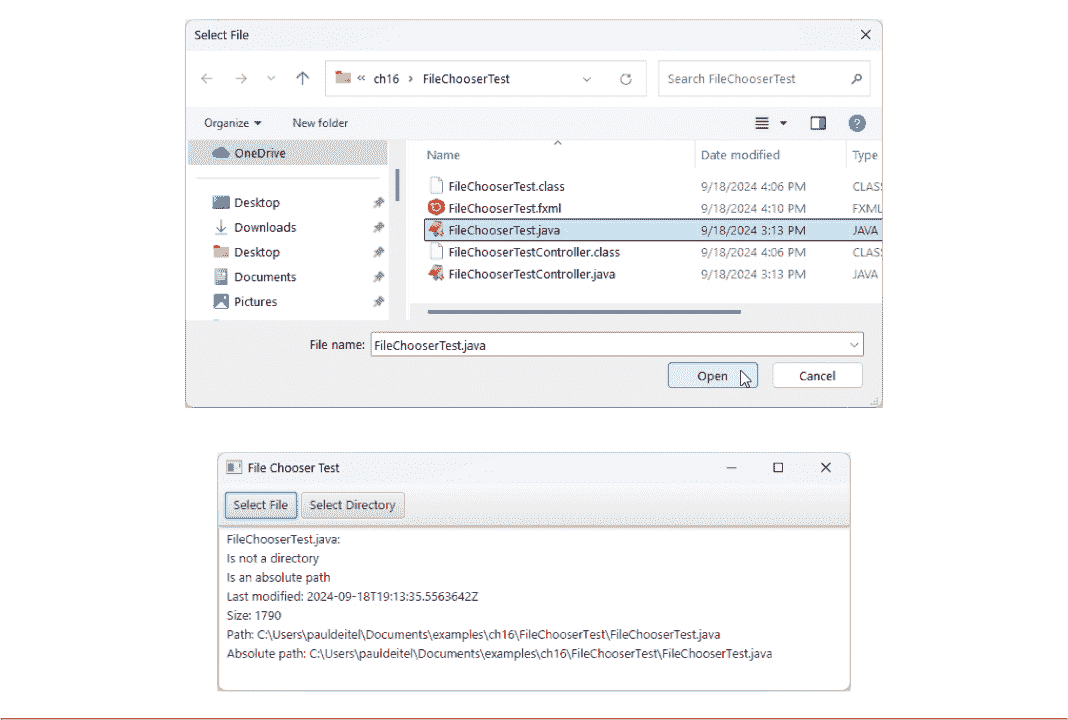 Select File
« ch16 › FileChooserTest
Search FileChooserTest
Organize
New folder
?
OneDrive
Desktop
Downloads
Desktop
Documents
Pictures
Name Date modified Type
FileChooserTest.class 9/18/2024 4:06 PM CLAS
FileChooserTest.fxml 9/18/2024 4:10 PM FXML
FileChooserTest.java 9/18/2024 3:13 PM JAVA
FileChooserTestController.class 9/18/2024 4:06 PM CLAS
FileChooserTestController.java 9/18/2024 3:13 PM JAVA
File name: FileChooserTest.java
Open Cancel
File Chooser Test
Select File Select Directory
FileChooserTest.java:
Is not a directory
Is an absolute path
Last modified: 2024-09-18T19:13:35.5563642Z
Size: 1790
Path: C:\Users\pauldeitel\Documents\examples\ch16\FileChooserTest\FileChooserTest.java
Absolute path: C:\Users\pauldeitel\Documents\examples\ch16\FileChooserTest\FileChooserTest.java